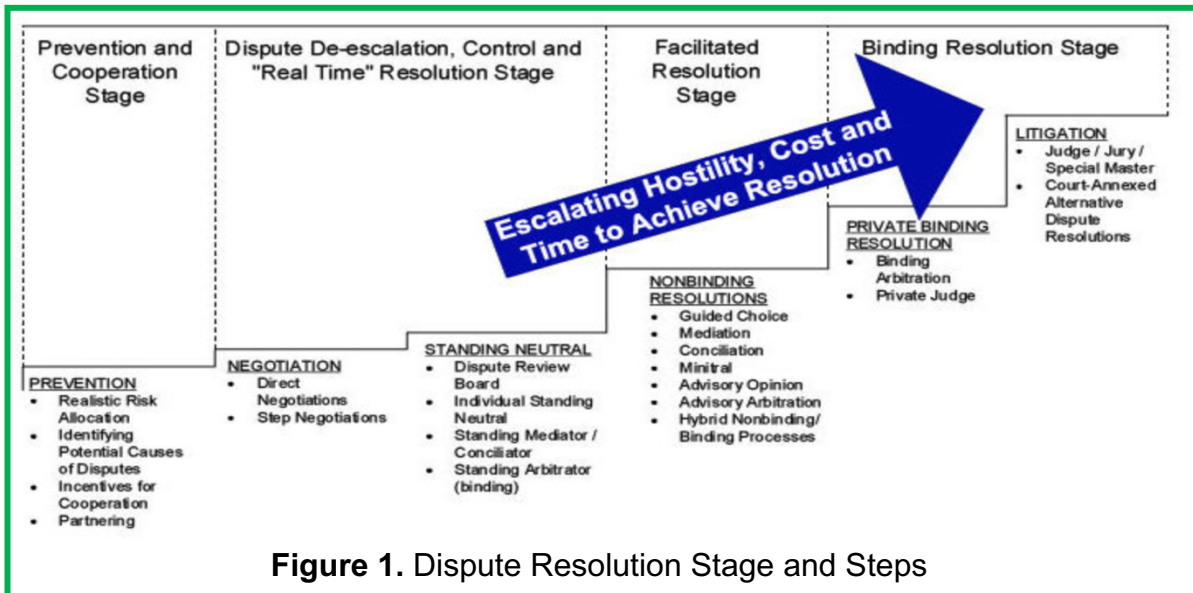 Prevention and
Cooperation
Stage
Dispute De-escalation, Control and
"Real Time" Resolution Stage
Facilitated
Resolution
Stage
Binding Resolution Stage
Escalating Hostility, Cost and
Time to Achieve Resolution
PREVENTION
• Realistic Risk
Allocation
• Identifying
Potential Causes
of Disputes
• Incentives for
Cooperation
• Partnering
NEGOTIATION
• Direct
Negotiations
• Step Negotiations
STANDING NEUTRAL
• Dispute Review
Board
• Individual Standing
Neutral
• Standing Mediator /
Conciliator
• Standing Arbitrator
(binding)
NONBINDING
RESOLUTIONS
• Guided Choice
• Mediation
• Conciliation
• Minitral
• Advisory Opinion
• Advisory Arbitration
• Hybrid Nonbinding/
Binding Processes
PRIVATE BINDING
RESOLUTION
• Binding
Arbitration
• Private Judge
LITIGATION
• Judge / Jury /
Special Master
• Court-Annexed
Alternative
Dispute
Resolutions
Figure 1. Dispute Resolution Stage and Steps